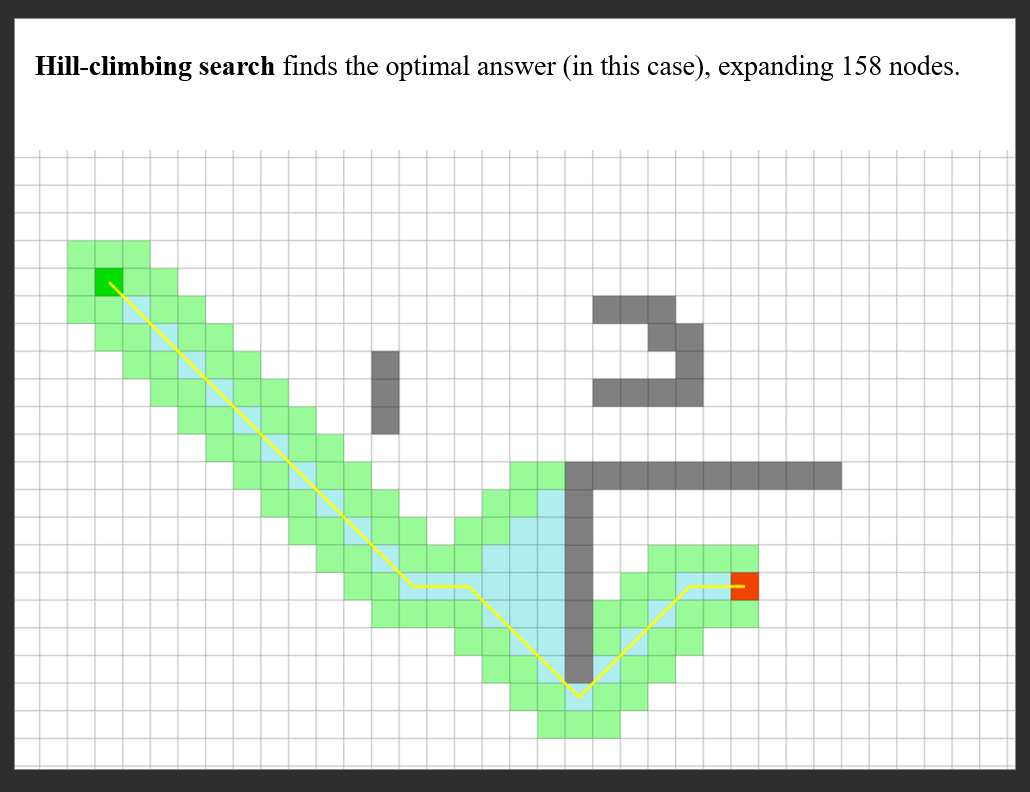 Hill-climbing search finds the optimal answer (in this case), expanding 158 nodes.